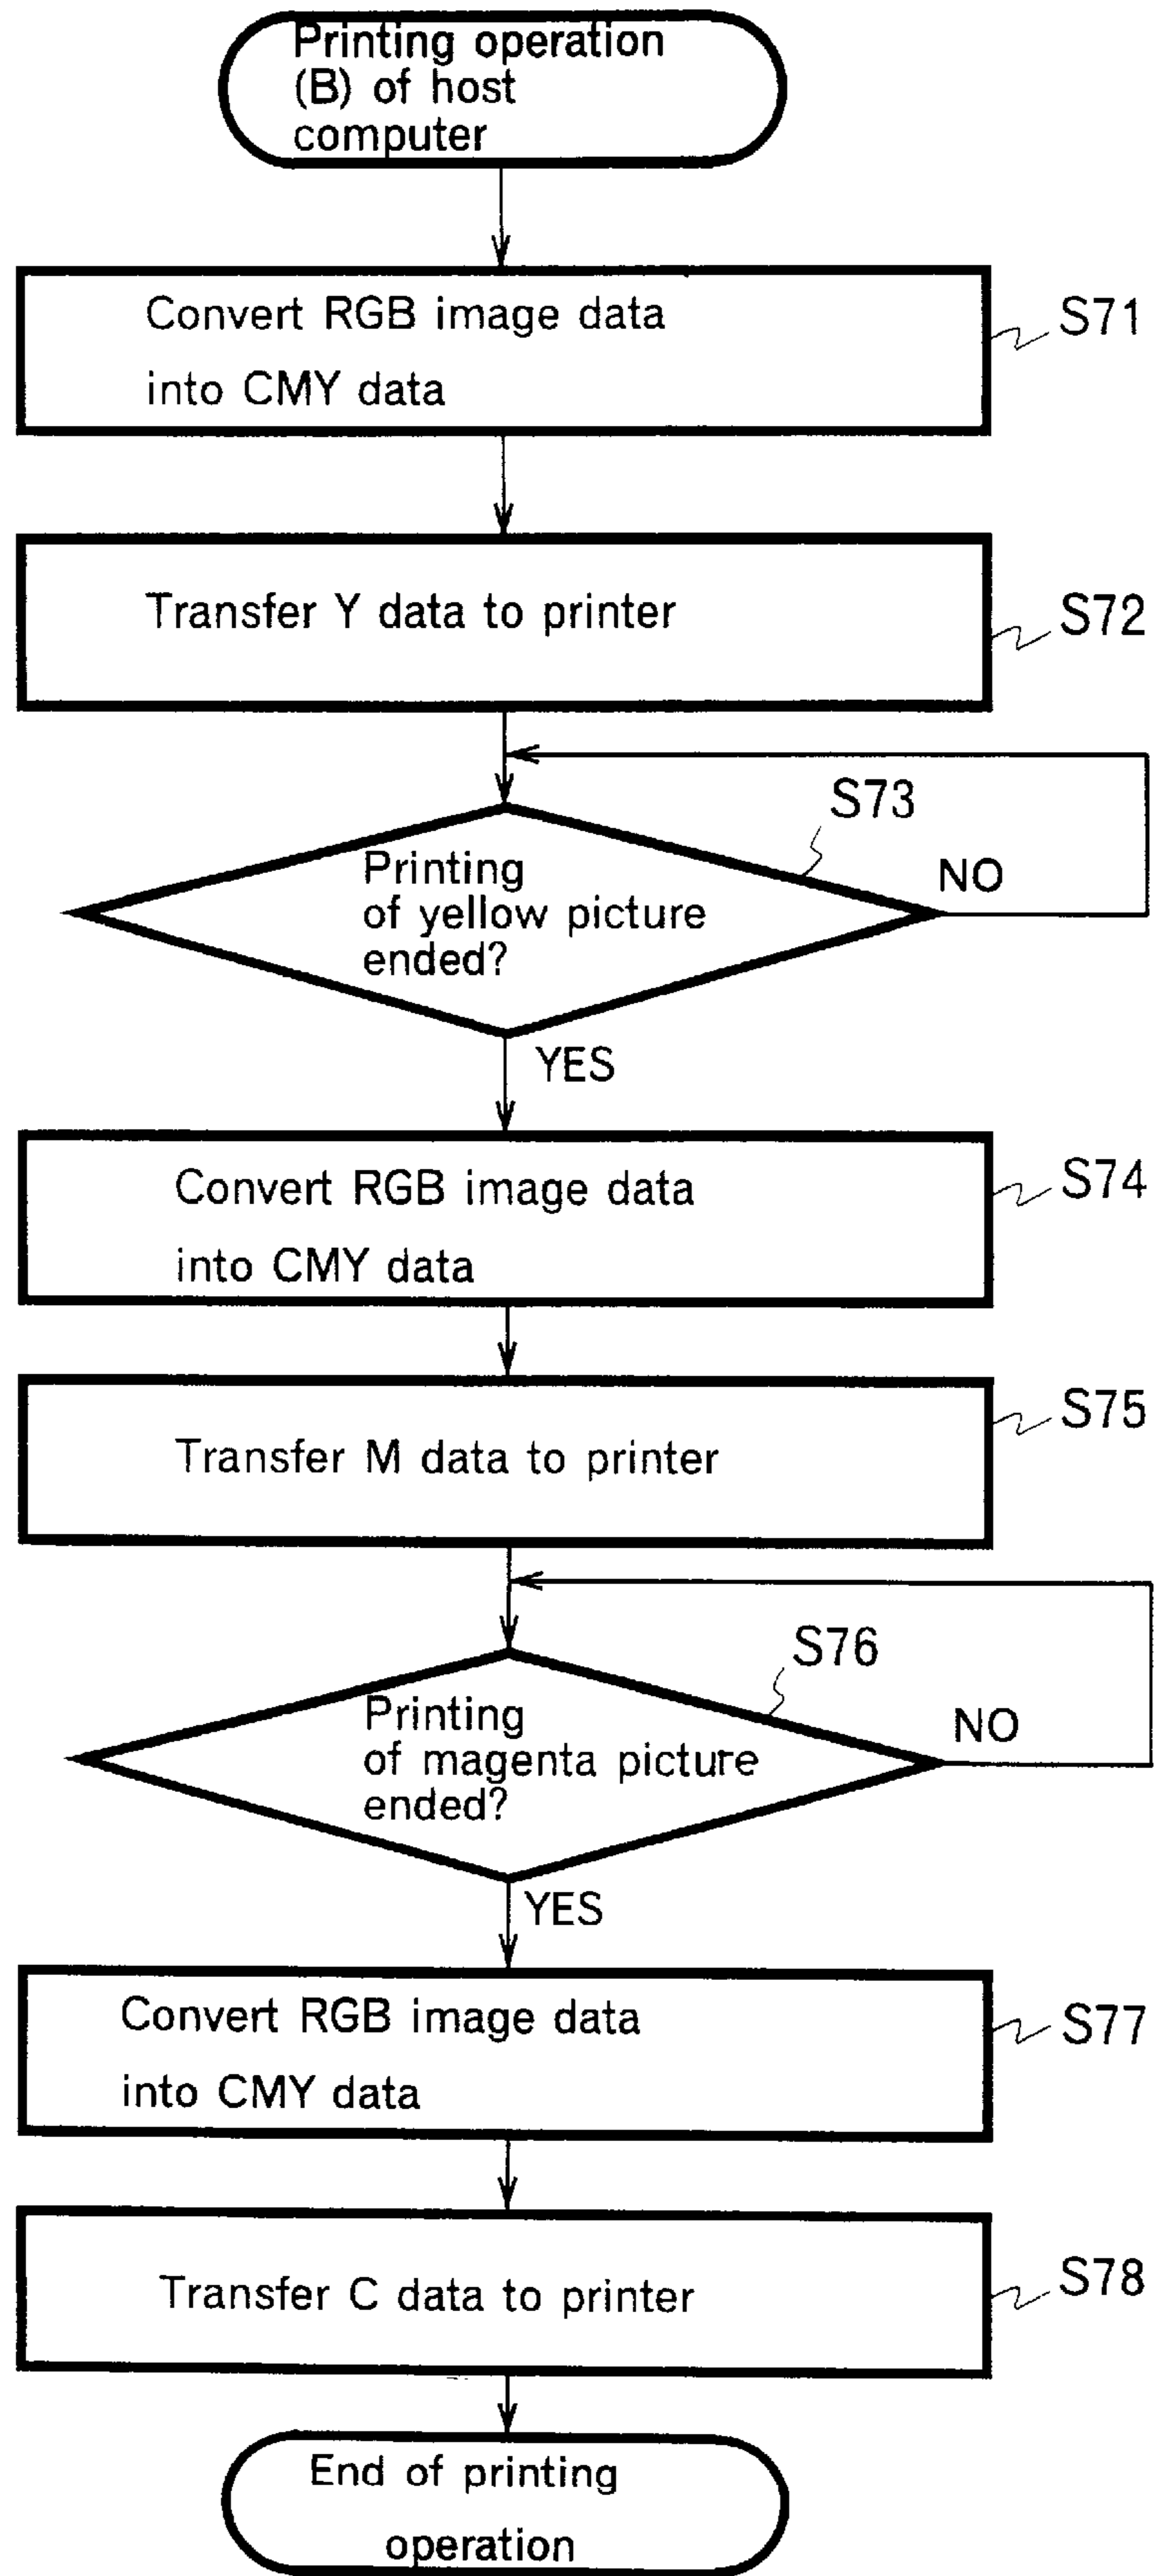 Printing operation
(B) of host
computer
Convert RGB image data
into CMY data
S71
Transfer Y data to printer
S72
S73
Printing
of yellow picture
ended?
NO
YES
Convert RGB image data
into CMY data
S74
Transfer M data to printer
S75
S76
Printing
of magenta picture
ended?
NO
YES
Convert RGB image data
into CMY data
S77
Transfer C data to printer
S78
End of printing
operation